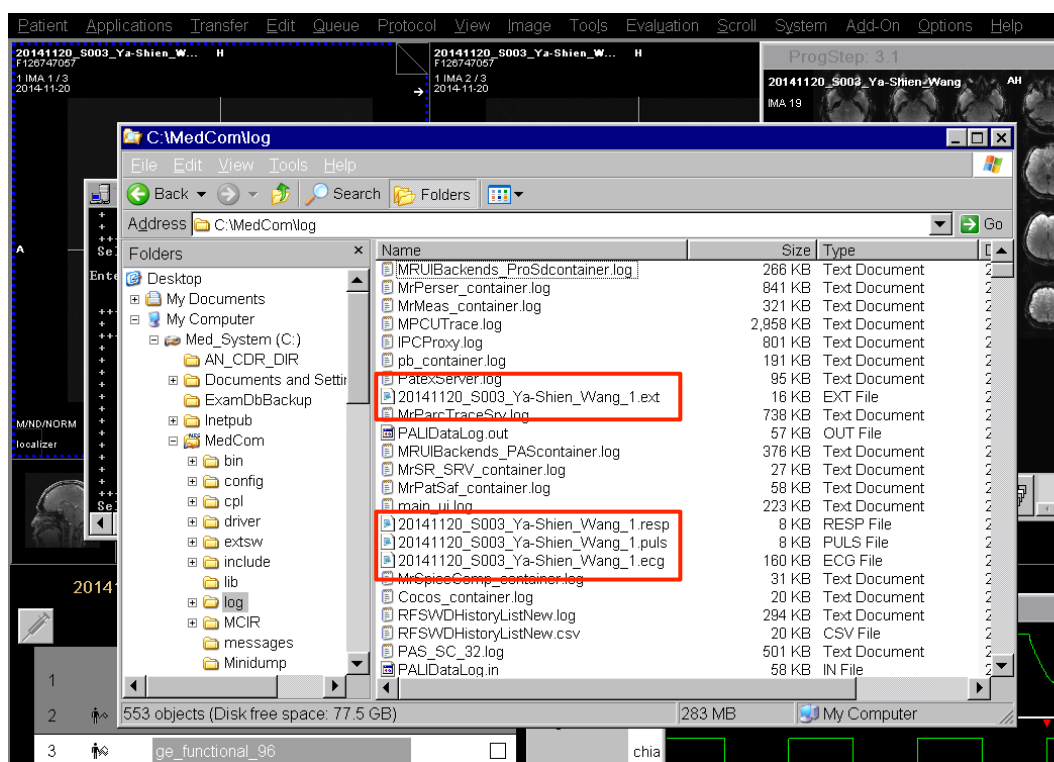 Patient Applications Transfer Edit Queue Protocol View Image Tools Evaluation Scroll System Add-On Options Help
20141120_S003_Ya-Shien_W... H
F126747057
1 IMA 1 / 3
2014-11-20
20141120_S003_Ya-Shien_W... H
F126747057
1 IMA 2 / 3
2014-11-20
ProgStep: 3.1
20141120_S003_Ya-Shien_Wang AH
IMA 19
C:\MedCom\log
File Edit View Tools Help
Back Search Folders
Address C:\MedCom\log Go
Folders
Desktop
My Documents
My Computer
Med_System (C:)
AN_CDR_DIR
Documents and Settir
ExamDbBackup
Inetpub
MedCom
bin
config
cpl
driver
extsw
include
lib
log
MCIR
messages
Minidump
Name Size Type
MRUIBackends_ProSdcontainer.log 266 KB Text Document
MrPerser_container.log 841 KB Text Document
MrMeas_container.log 321 KB Text Document
MPCUTrace.log 2,958 KB Text Document
IPCProxy.log 801 KB Text Document
pb_container.log 191 KB Text Document
PatexServer.log 95 KB Text Document
20141120_S003_Ya-Shien_Wang_1.ext 16 KB EXT File
MrParcTraceSrv.log 738 KB Text Document
PALIDataLog.out 57 KB OUT File
MRUIBackends_PAScontainer.log 376 KB Text Document
MrSR_SRV_container.log 27 KB Text Document
MrPatSaf_container.log 58 KB Text Document
main_ui.log 223 KB Text Document
20141120_S003_Ya-Shien_Wang_1.resp 8 KB RESP File
20141120_S003_Ya-Shien_Wang_1.puls 8 KB PULS File
20141120_S003_Ya-Shien_Wang_1.ecg 160 KB ECG File
MrSpiceComp_container.log 31 KB Text Document
Cocos_container.log 20 KB Text Document
RFSWDHistoryListNew.log 294 KB Text Document
RFSWDHistoryListNew.csv 20 KB CSV File
PAS_SC_32.log 501 KB Text Document
PALIDataLog.in 58 KB IN File
553 objects (Disk free space: 77.5 GB) 283 MB My Computer
A
Se
Ente
M/ND/NORM
localizer
Se
2014
1
2
3 ge_functional_96
chia